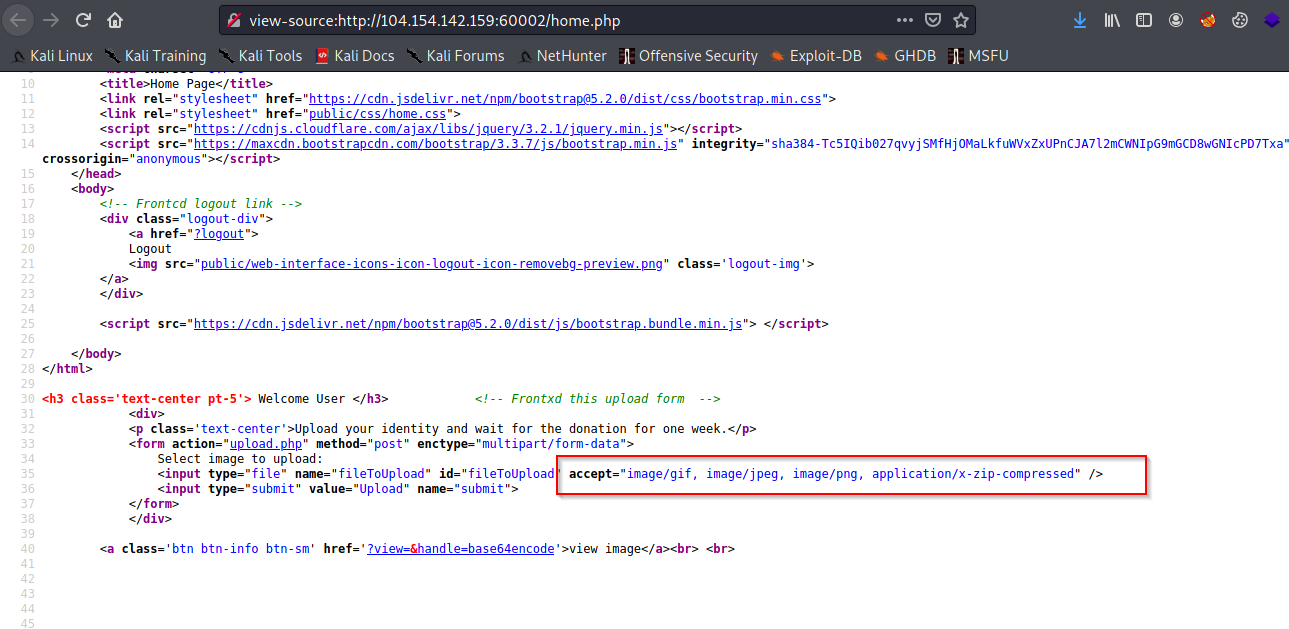 view-source:http://104.154.142.159:60002/home.php
Kali Linux Kali Training Kali Tools Kali Docs Kali Forums NetHunter Offensive Security Exploit-DB GHDB MSFU
10 <title>Home Page</title>
11 <link rel="stylesheet" href="https://cdn.jsdelivr.net/npm/bootstrap@5.2.0/dist/css/bootstrap.min.css">
12 <link rel="stylesheet" href="public/css/home.css">
13 <script src="https://cdnjs.cloudflare.com/ajax/libs/jquery/3.2.1/jquery.min.js"></script>
14 <script src="https://maxcdn.bootstrapcdn.com/bootstrap/3.3.7/js/bootstrap.min.js" integrity="sha384-Tc5IQib027qvyjSMfHjOMaLkfuWVxZxUPnCJA7l2mCWNIpG9mGCD8wGNIcPD7Txa"
crossorigin="anonymous"></script>
15 </head>
16 <body>
17 <!-- Frontcd logout link -->
18 <div class="logout-div">
19 <a href="?logout">
20 Logout
21 <img src="public/web-interface-icons-icon-logout-icon-removebg-preview.png" class='logout-img'>
22 </a>
23 </div>
24
25 <script src="https://cdn.jsdelivr.net/npm/bootstrap@5.2.0/dist/js/bootstrap.bundle.min.js"> </script>
26
27 </body>
28 </html>
29
30 <h3 class='text-center pt-5'> Welcome User </h3> <!-- Frontxd this upload form -->
31 <div>
32 <p class='text-center'>Upload your identity and wait for the donation for one week.</p>
33 <form action="upload.php" method="post" enctype="multipart/form-data">
34 Select image to upload:
35 <input type="file" name="fileToUpload" id="fileToUpload" accept="image/gif, image/jpeg, image/png, application/x-zip-compressed" />
36 <input type="submit" value="Upload" name="submit">
37 </form>
38 </div>
39
40 <a class='btn btn-info btn-sm' href='?view=&handle=base64encode'>view image</a><br> <br>
41
42
43
44
45